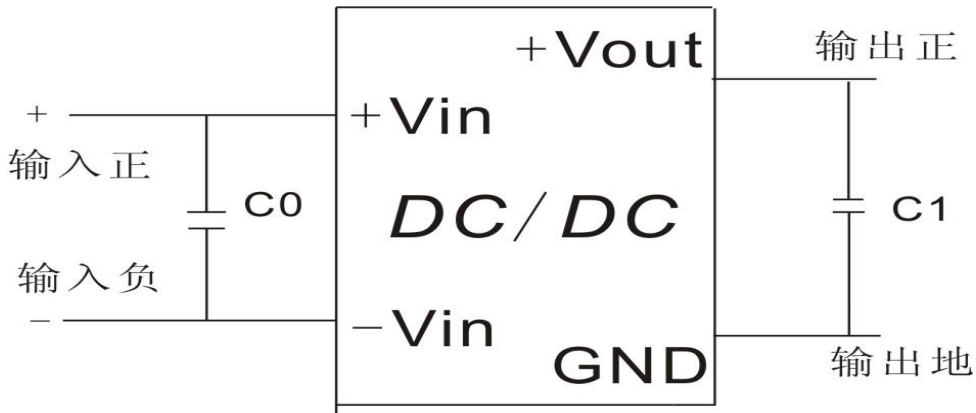 +Vout
输出正
+
+Vin
输入正
C0
DC/DC
C1
输入负
−
−Vin
GND
输出地